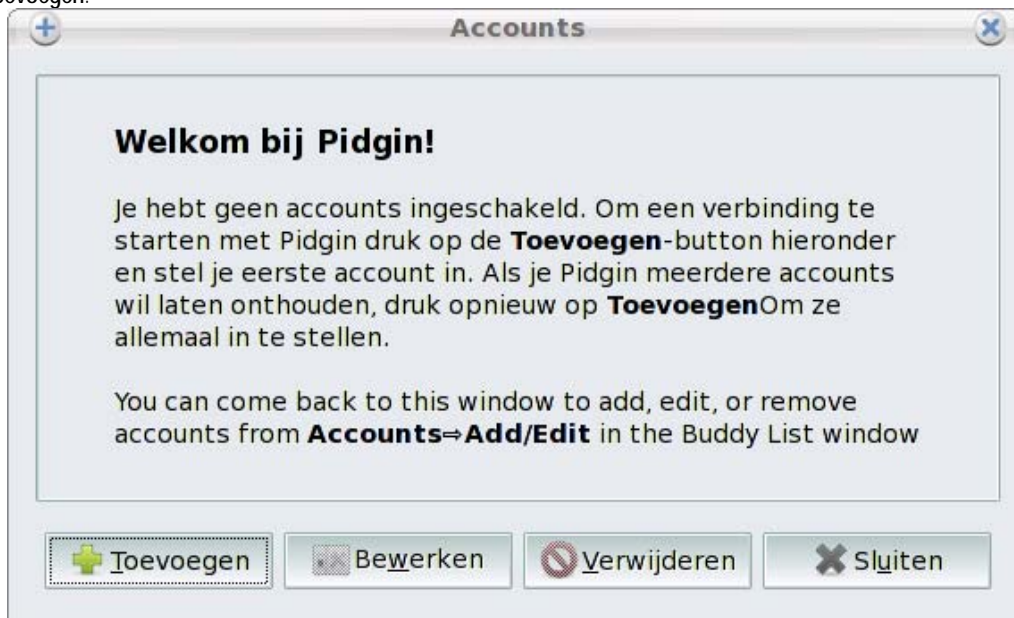 Accounts
Welkom bij Pidgin!
Je hebt geen accounts ingeschakeld. Om een verbinding te
starten met Pidgin druk op de Toevoegen-button hieronder
en stel je eerste account in. Als je Pidgin meerdere accounts
wil laten onthouden, druk opnieuw op ToevoegenOm ze
allemaal in te stellen.
You can come back to this window to add, edit, or remove
accounts from Accounts⇨Add/Edit in the Buddy List window
Toevoegen
Bewerken
Verwijderen
Sluiten